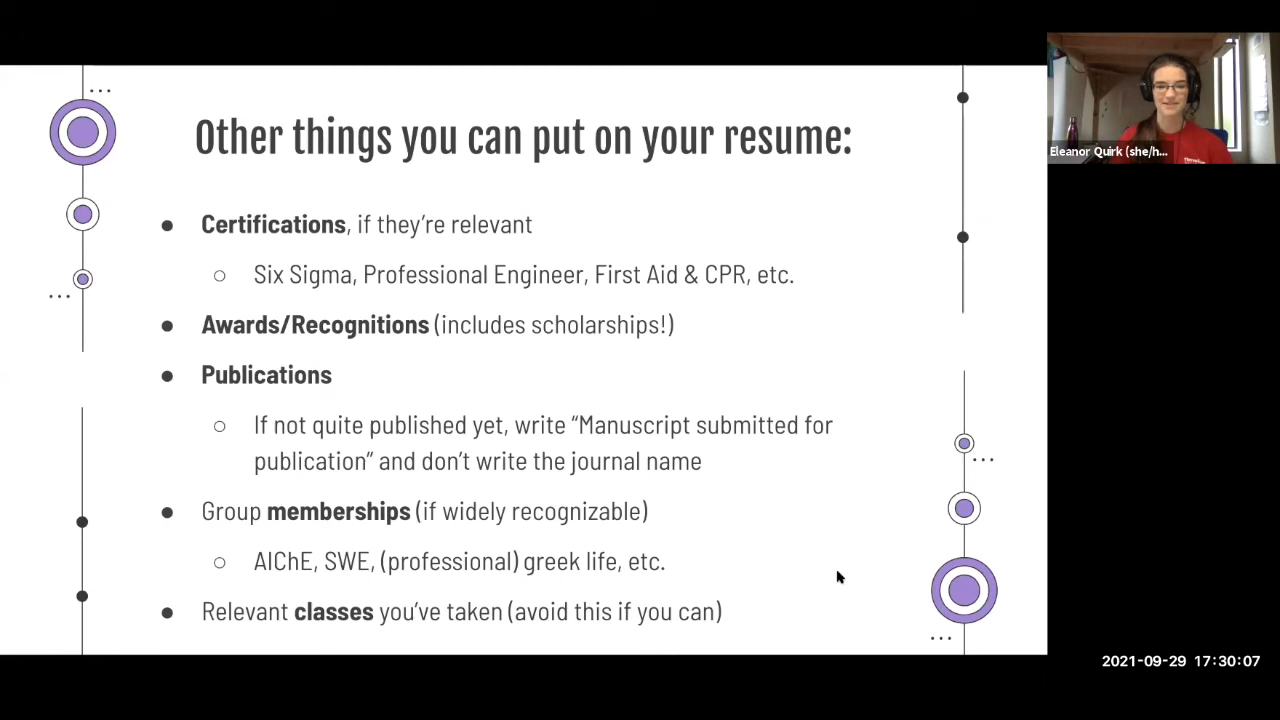 Other things you can put on your resume:
● Certifications, if they're relevant
○ Six Sigma, Professional Engineer, First Aid & CPR, etc.
● Awards/Recognitions (includes scholarships!)
● Publications
○ If not quite published yet, write “Manuscript submitted for
publication” and don't write the journal name
● Group memberships (if widely recognizable)
○ AIChE, SWE, (professional) greek life, etc.
● Relevant classes you've taken (avoid this if you can)
Eleanor Quirk (she/h...
2021-09-29 17:30:07